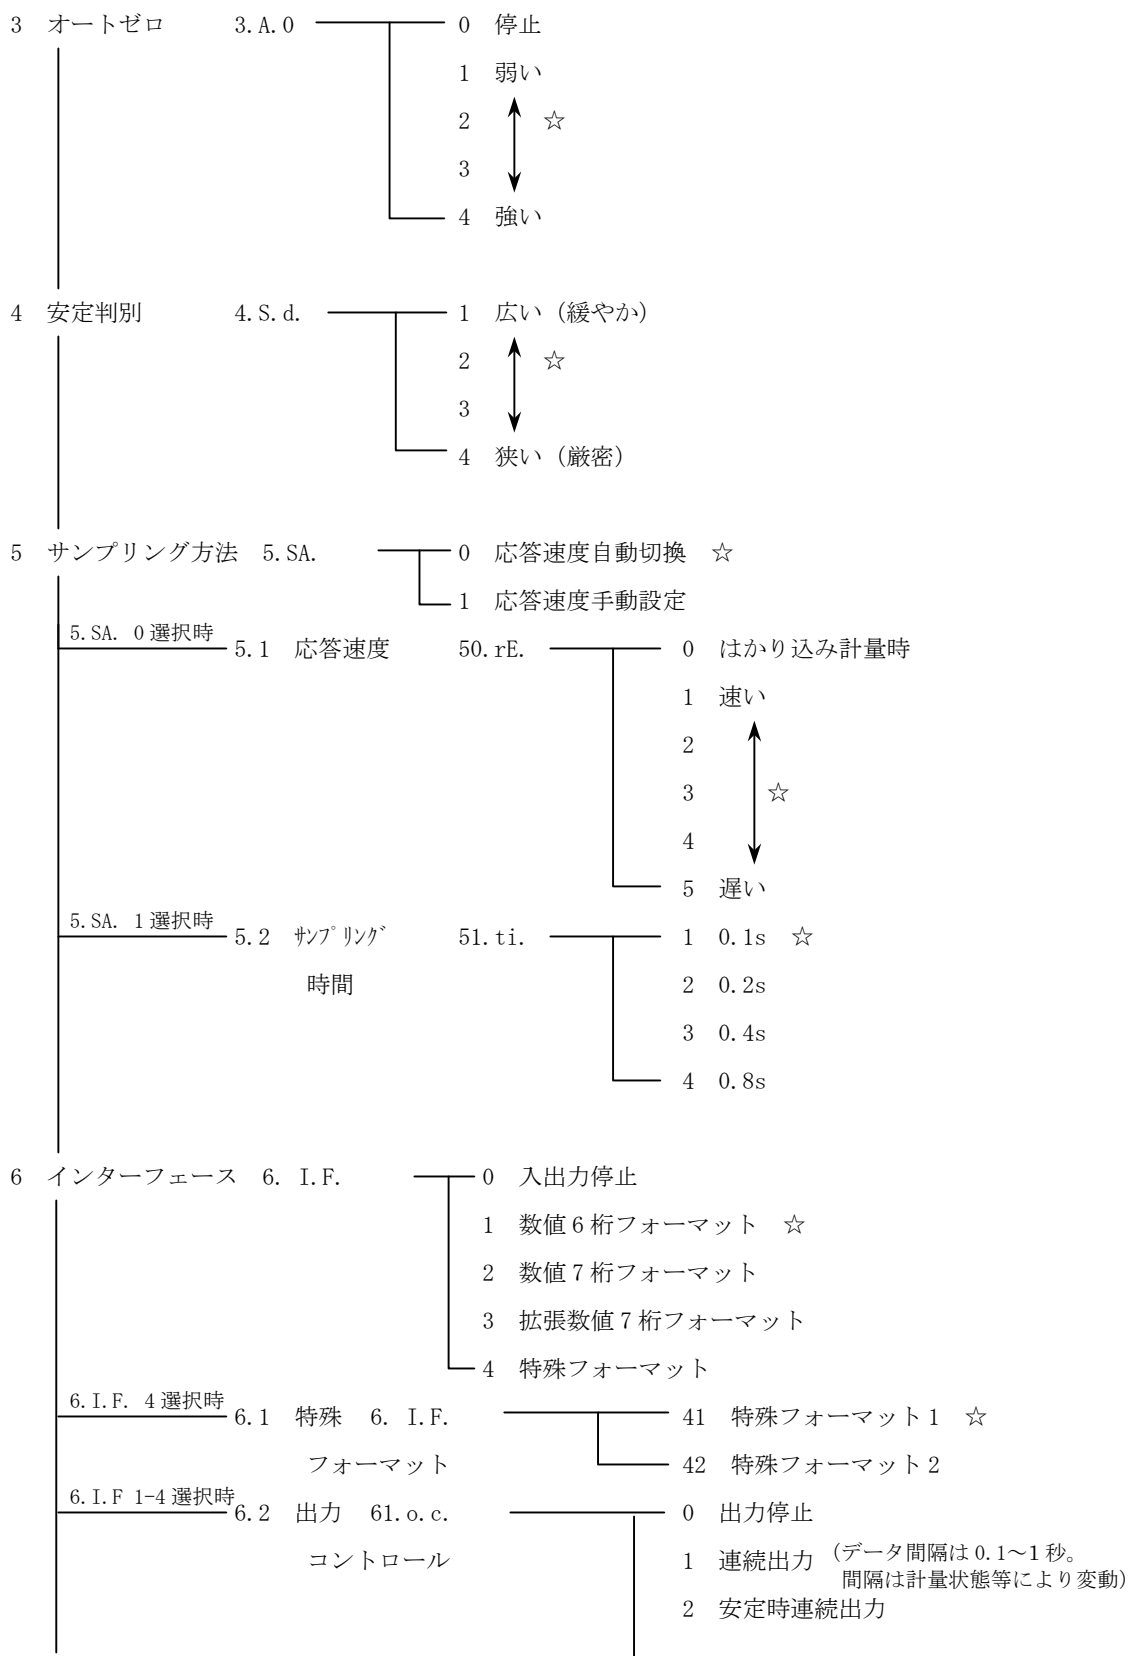 3 オートゼロ 3.A.0 0 停止
1 弱い
2 ☆
3
4 強い
4 安定判別 4.S.d. 1 広い（緩やか）
2 ☆
3
4 狭い（厳密）
5 サンプリング方法 5.SA. 0 応答速度自動切換 ☆
1 応答速度手動設定
5.SA. 0選択時 5.1 応答速度 50.rE. 0 はかり込み計量時
1 速い
2
3 ☆
4
5 遅い
5.SA. 1選択時 5.2 ｻﾝﾌﾟﾘﾝｸﾞ 51.ti. 1 0.1s ☆
時間 2 0.2s
3 0.4s
4 0.8s
6 インターフェース 6. I.F. 0 入出力停止
1 数値6桁フォーマット ☆
2 数値7桁フォーマット
3 拡張数値7桁フォーマット
4 特殊フォーマット
6.I.F. 4選択時 6.1 特殊 6. I.F. 41 特殊フォーマット1 ☆
フォーマット 42 特殊フォーマット2
6.I.F 1-4選択時 6.2 出力 61.o.c. 0 出力停止
コントロール 1 連続出力 （データ間隔は0.1～1秒。
間隔は計量状態等により変動）
2 安定時連続出力